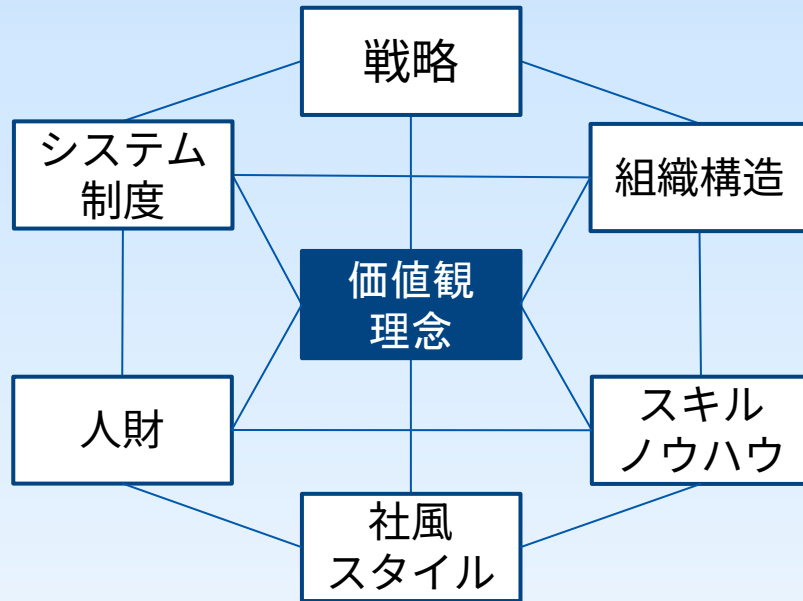 戦略
システム
制度
組織構造
価値観
理念
人財
スキル
ノウハウ
社風
スタイル